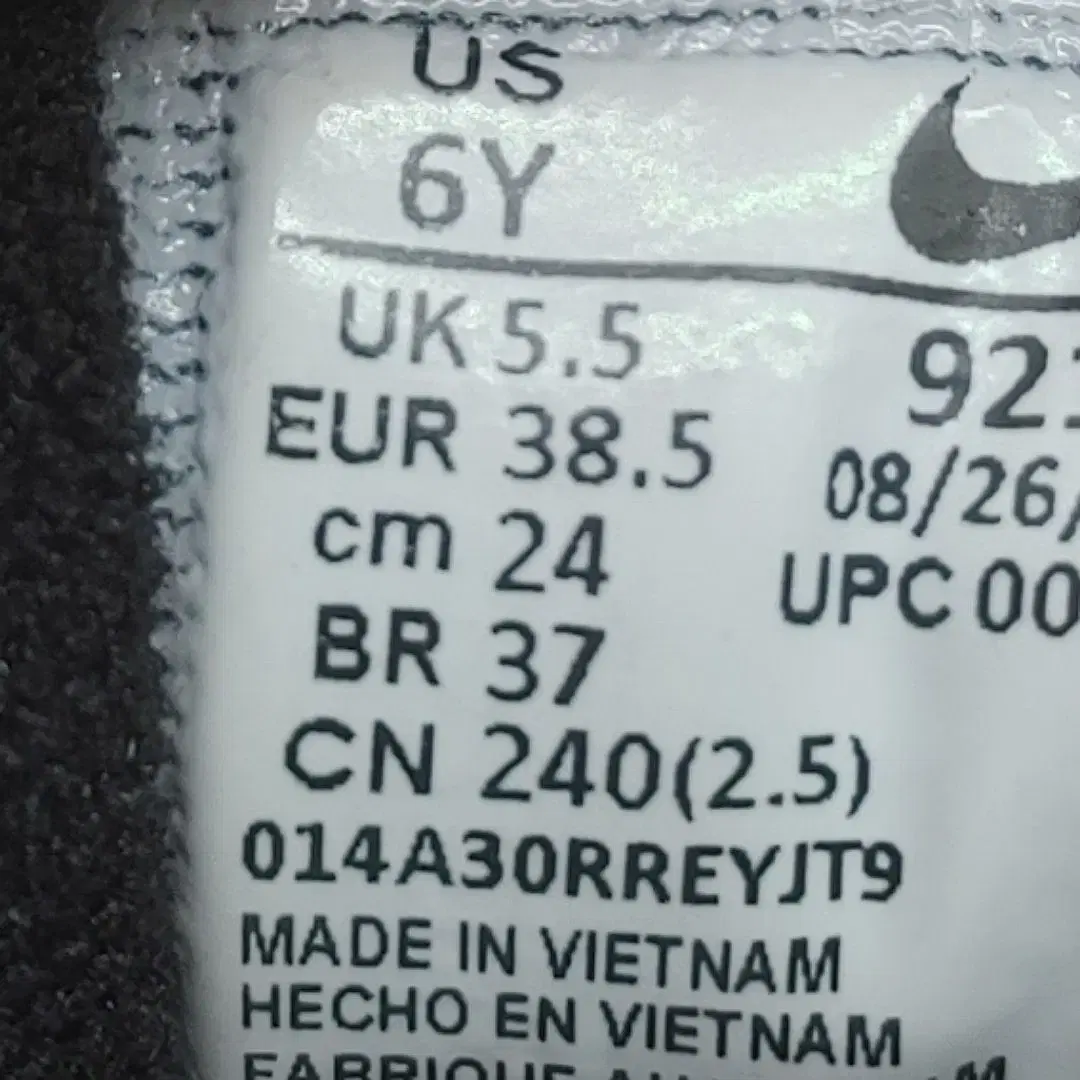 US
6Y
UK 5.5
EUR 38.5
cm 24
BR 37
CN 240(2.5)
014A30RREYJT9
MADE IN VIETNAM
HECHO EN VIETNAM
08/26/
UPC 00